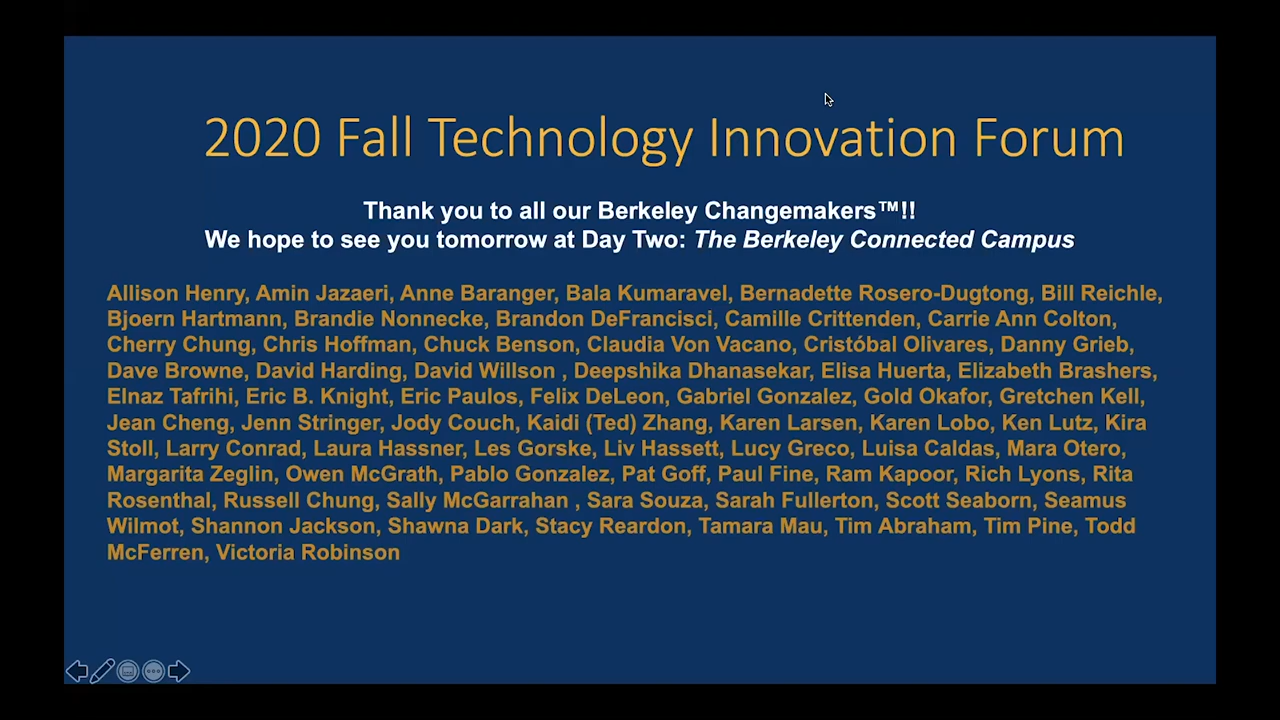 2020 Fall Technology Innovation Forum
Thank you to all our Berkeley Changemakers™!!
We hope to see you tomorrow at Day Two: The Berkeley Connected Campus
Allison Henry, Amin Jazaeri, Anne Baranger, Bala Kumaravel, Bernadette Rosero-Dugtong, Bill Reichle,
Bjoern Hartmann, Brandie Nonnecke, Brandon DeFrancisci, Camille Crittenden, Carrie Ann Colton,
Cherry Chung, Chris Hoffman, Chuck Benson, Claudia Von Vacano, Cristóbal Olivares, Danny Grieb,
Dave Browne, David Harding, David Willson , Deepshika Dhanasekar, Elisa Huerta, Elizabeth Brashers,
Elnaz Tafrihi, Eric B. Knight, Eric Paulos, Felix DeLeon, Gabriel Gonzalez, Gold Okafor, Gretchen Kell,
Jean Cheng, Jenn Stringer, Jody Couch, Kaidi (Ted) Zhang, Karen Larsen, Karen Lobo, Ken Lutz, Kira
Stoll, Larry Conrad, Laura Hassner, Les Gorske, Liv Hassett, Lucy Greco, Luisa Caldas, Mara Otero,
Margarita Zeglin, Owen McGrath, Pablo Gonzalez, Pat Goff, Paul Fine, Ram Kapoor, Rich Lyons, Rita
Rosenthal, Russell Chung, Sally McGarrahan , Sara Souza, Sarah Fullerton, Scott Seaborn, Seamus
Wilmot, Shannon Jackson, Shawna Dark, Stacy Reardon, Tamara Mau, Tim Abraham, Tim Pine, Todd
McFerren, Victoria Robinson